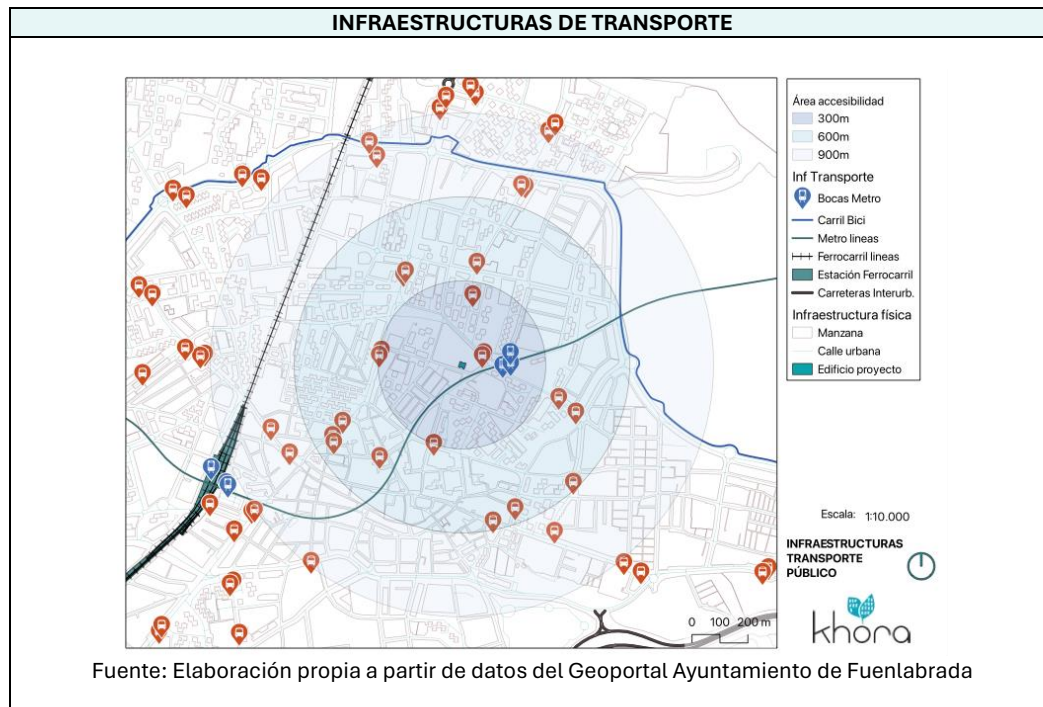 INFRAESTRUCTURAS DE TRANSPORTE
Área accesibilidad
300m
600m
900m
Inf Transporte
Bocas Metro
Carril Bici
Metro lineas
Ferrocarril lineas
Estación Ferrocarril
Carreteras Interurb.
Infraestructura física
Manzana
Calle urbana
Edificio proyecto
Escala: 1:10.000
INFRAESTRUCTURAS
TRANSPORTE
PÚBLICO
0 100 200 m
khora
Fuente: Elaboración propia a partir de datos del Geoportal Ayuntamiento de Fuenlabrada